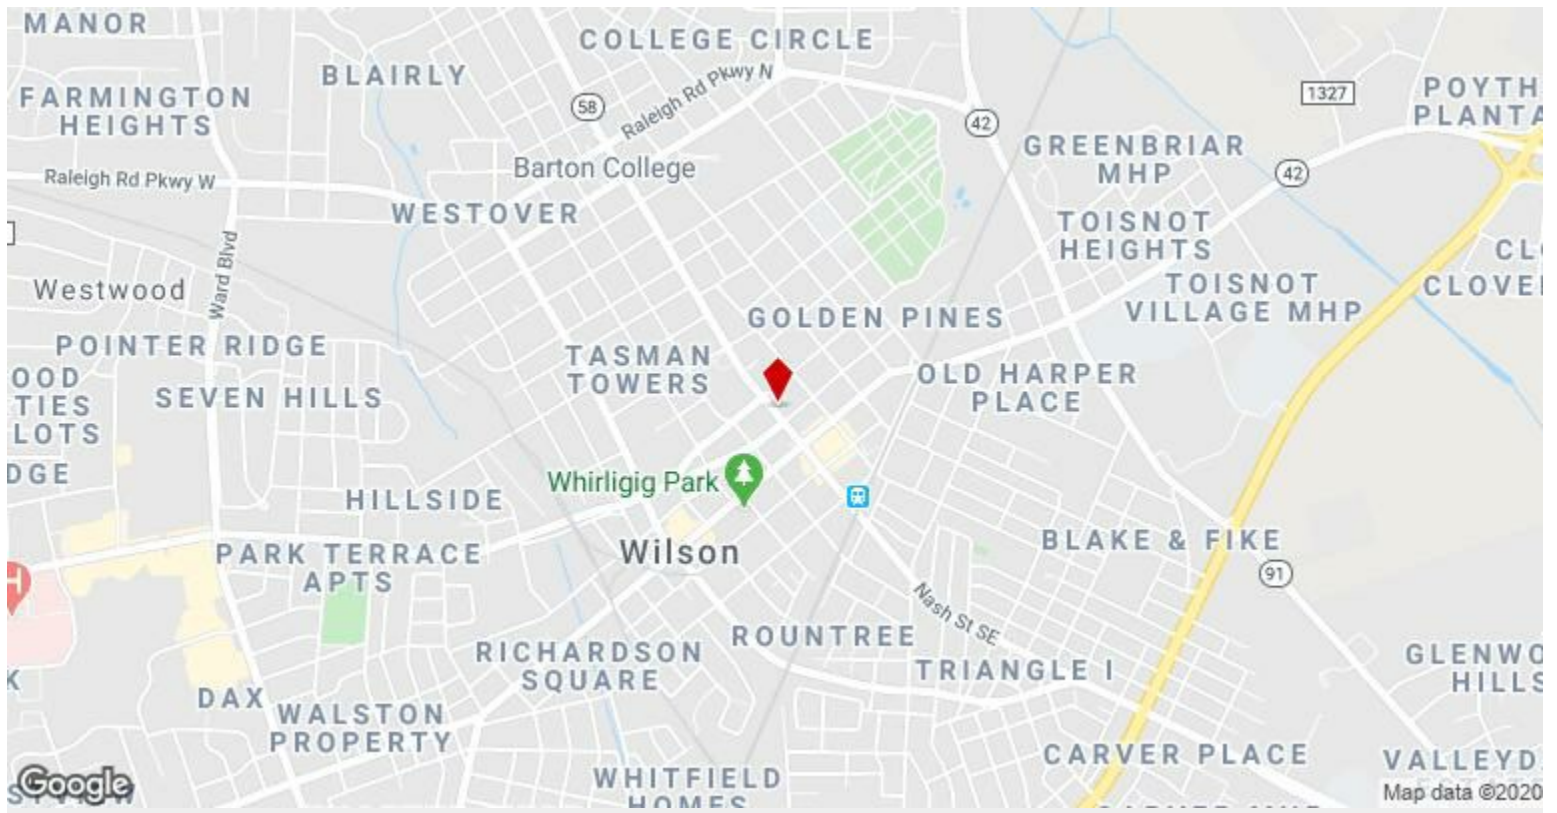 MANOR
COLLEGE CIRCLE
BLAIRLY
Raleigh Rd Pkwy N
FARMINGTON
HEIGHTS
58
1327
POYTH
PLANTA
42
GREENBRIAR
MHP
42
Barton College
Raleigh Rd Pkwy W
WESTOVER
TOISNOT
HEIGHTS
Ward Blvd
CLO
Westwood
TOISNOT
VILLAGE MHP
CLOVE
GOLDEN PINES
POINTER RIDGE
TASMAN
TOWERS
OOD
TIES
LOTS
SEVEN HILLS
OLD HARPER
PLACE
DGE
Whirligig Park
HILLSIDE
Wilson
PARK TERRACE
APTS
BLAKE & FIKE
H
91
Nash St SE
ROUNTREE
RICHARDSON
SQUARE
TRIANGLE I
GLENWO
HILLS
K
DAX
WALSTON
PROPERTY
CARVER PLACE
VALLEYD
WHITFIELD
HOMES
Google
Map data ©2020